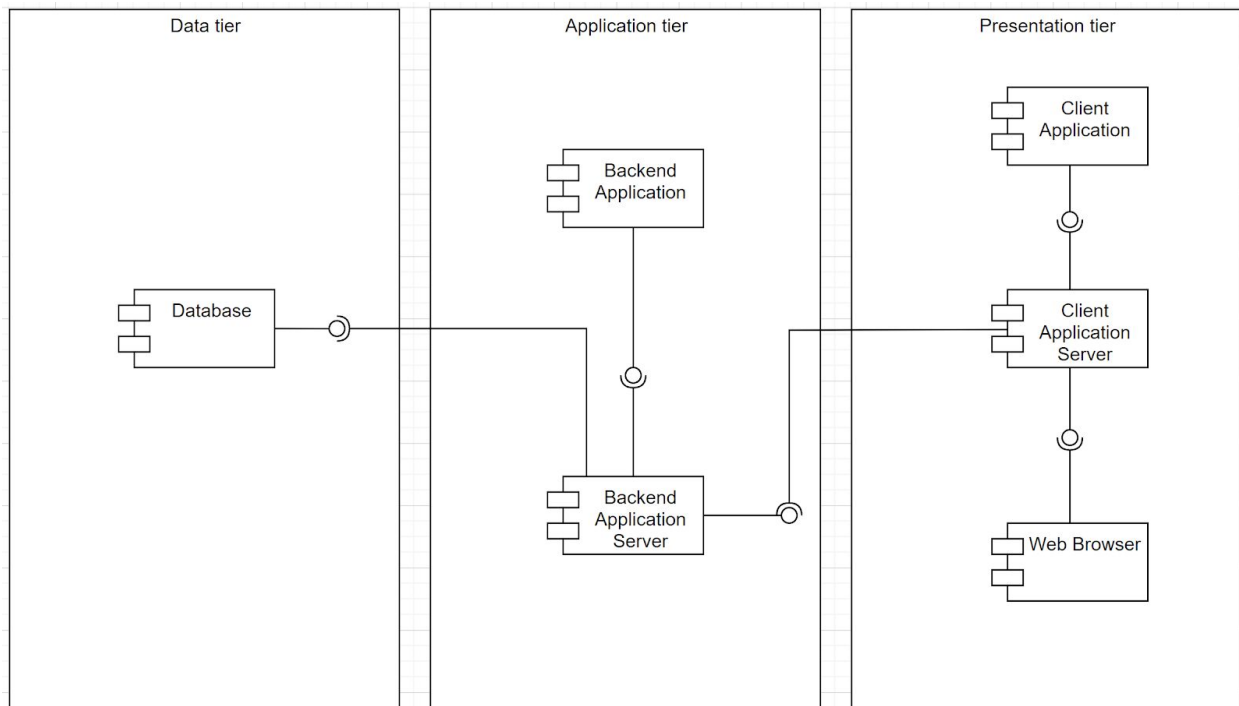 Data tier
Database
Application tier
Backend
Application
Backend
Application
Server
Presentation tier
Client
Application
Client
Application
Server
Web Browser